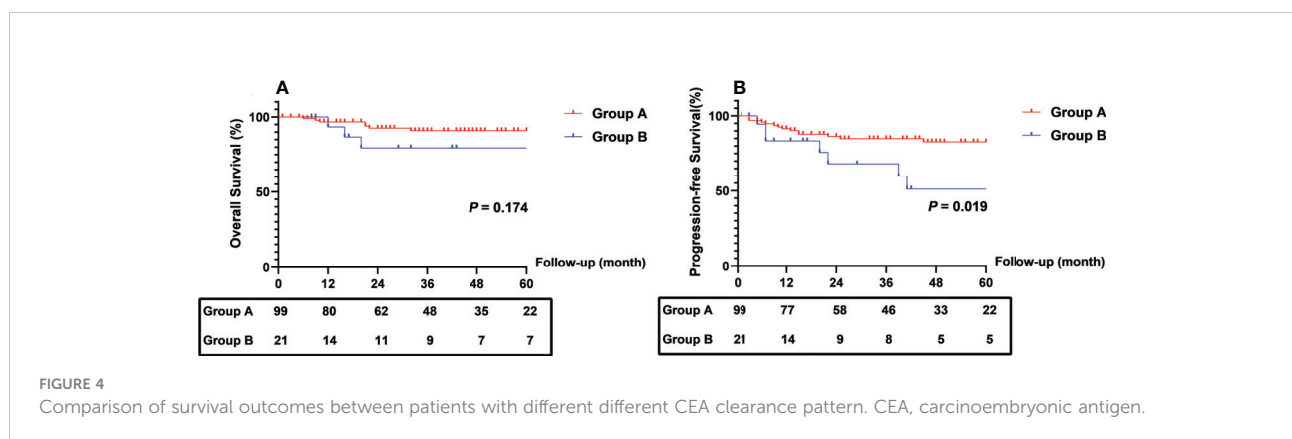 A
Overall Survival (%)
100
50
0
Group A
Group B
P = 0.174
Follow-up (month)
0 12 24 36 48 60
Group A 99 80 62 48 35 22
Group B 21 14 11 9 7 7
B
Progression-free Survival(%)
100
50
0
Group A
Group B
P = 0.019
Follow-up (month)
0 12 24 36 48 60
Group A 99 77 58 46 33 22
Group B 21 14 9 8 5 5
FIGURE 4
Comparison of survival outcomes between patients with different different CEA clearance pattern. CEA, carcinoembryonic antigen.